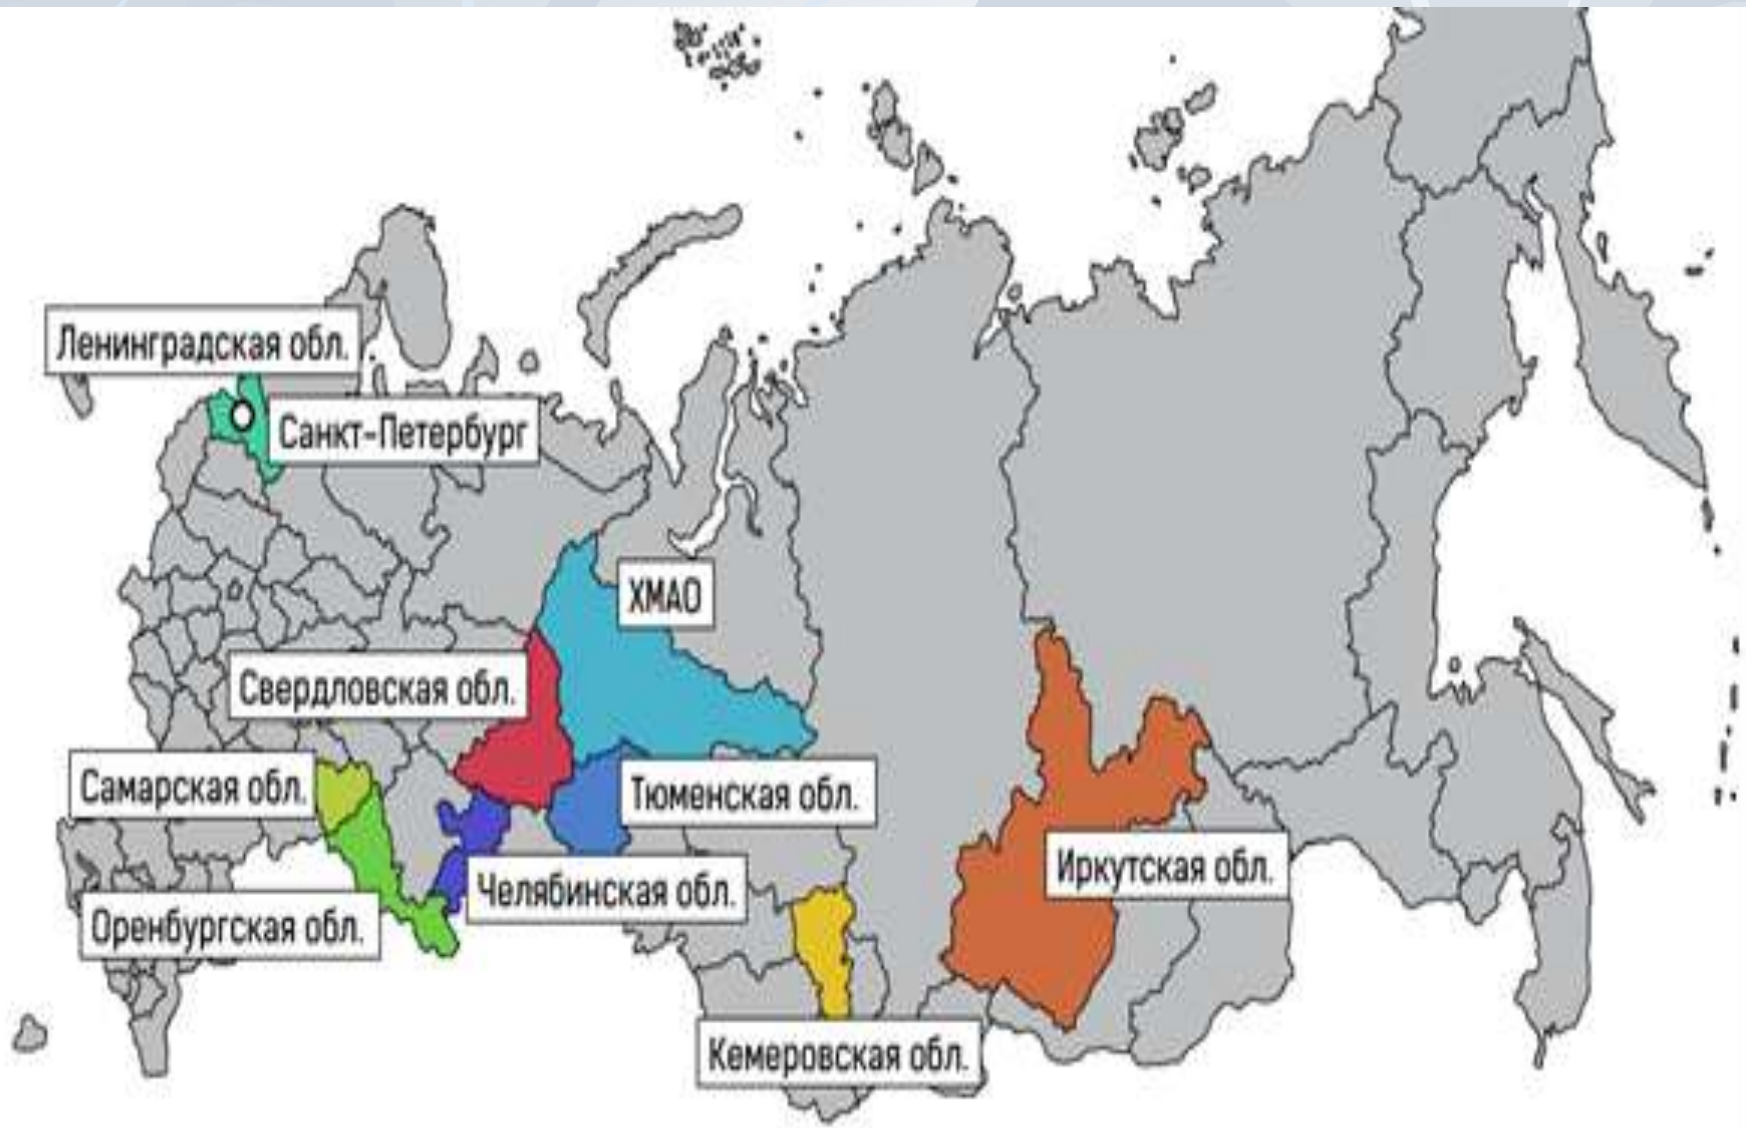 Ленинградская обл.
Санкт-Петербург
ХМАО
Свердловская обл.
Самарская обл.
Тюменская обл.
Иркутская обл.
Челябинская обл.
Оренбургская обл.
Кемеровская обл.